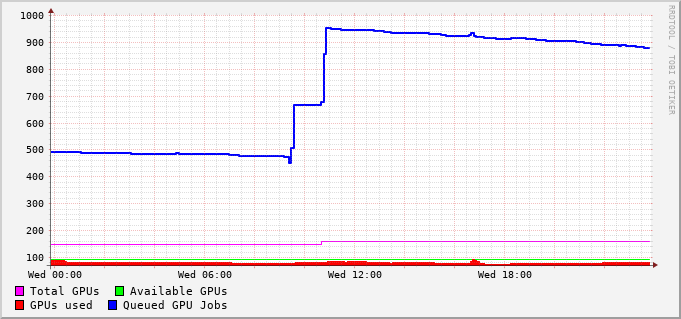 1000
900
800
700
600
500
400
300
200
100
Wed 00:00 Wed 06:00 Wed 12:00 Wed 18:00
Total GPUs Available GPUs
GPUs used Queued GPU Jobs
RRDTOOL / TOBI OETIKER